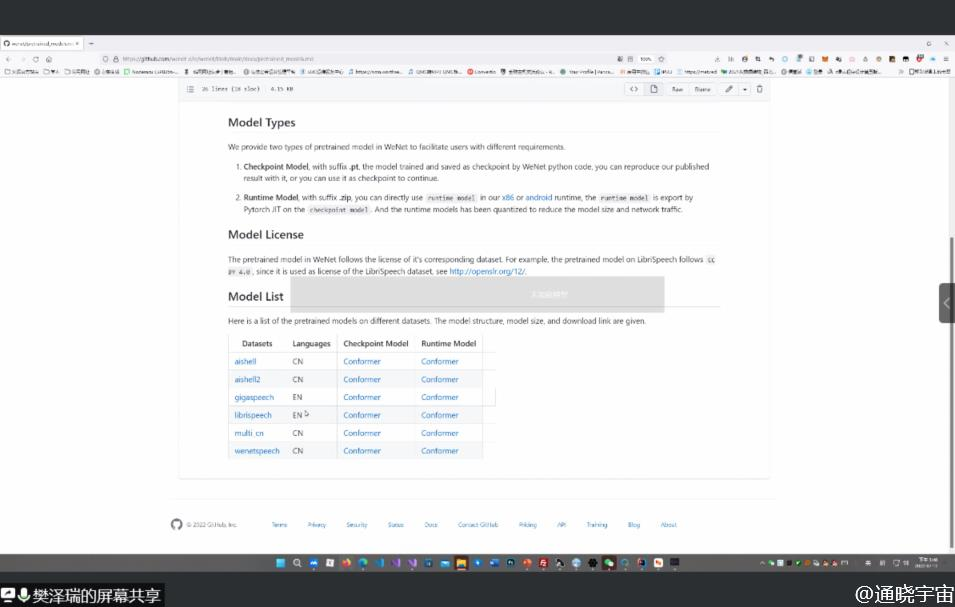 26 lines (18 sloc) 4.15 KB
Raw Blame
Model Types
We provide two types of pretrained model in WeNet to facilitate users with different requirements.
1. Checkpoint Model, with suffix .pt, the model trained and saved as checkpoint by WeNet python code, you can reproduce our published
result with it, or you can use it as checkpoint to continue.
2. Runtime Model, with suffix .zip, you can directly use runtime model in our x86 or android runtime, the runtime model is export by
Pytorch JIT on the checkpoint model. And the runtime models has been quantized to reduce the model size and network traffic.
Model License
The pretrained model in WeNet follows the license of it's corresponding dataset. For example, the pretrained model on LibriSpeech follows CC
BY 4.0, since it is used as license of the LibriSpeech dataset, see http://openslr.org/12/.
Model List
Here is a list of the pretrained models on different datasets. The model structure, model size, and download link are given.
Datasets Languages Checkpoint Model Runtime Model
aishell CN Conformer Conformer
aishell2 CN Conformer Conformer
gigaspeech EN Conformer Conformer
librispeech EN Conformer Conformer
multi_cn CN Conformer Conformer
wenetspeech CN Conformer Conformer
© 2022 GitHub, Inc. Terms Privacy Security Status Docs Contact GitHub Pricing API Training Blog About
樊泽瑞的屏幕共享
@通晓宇宙